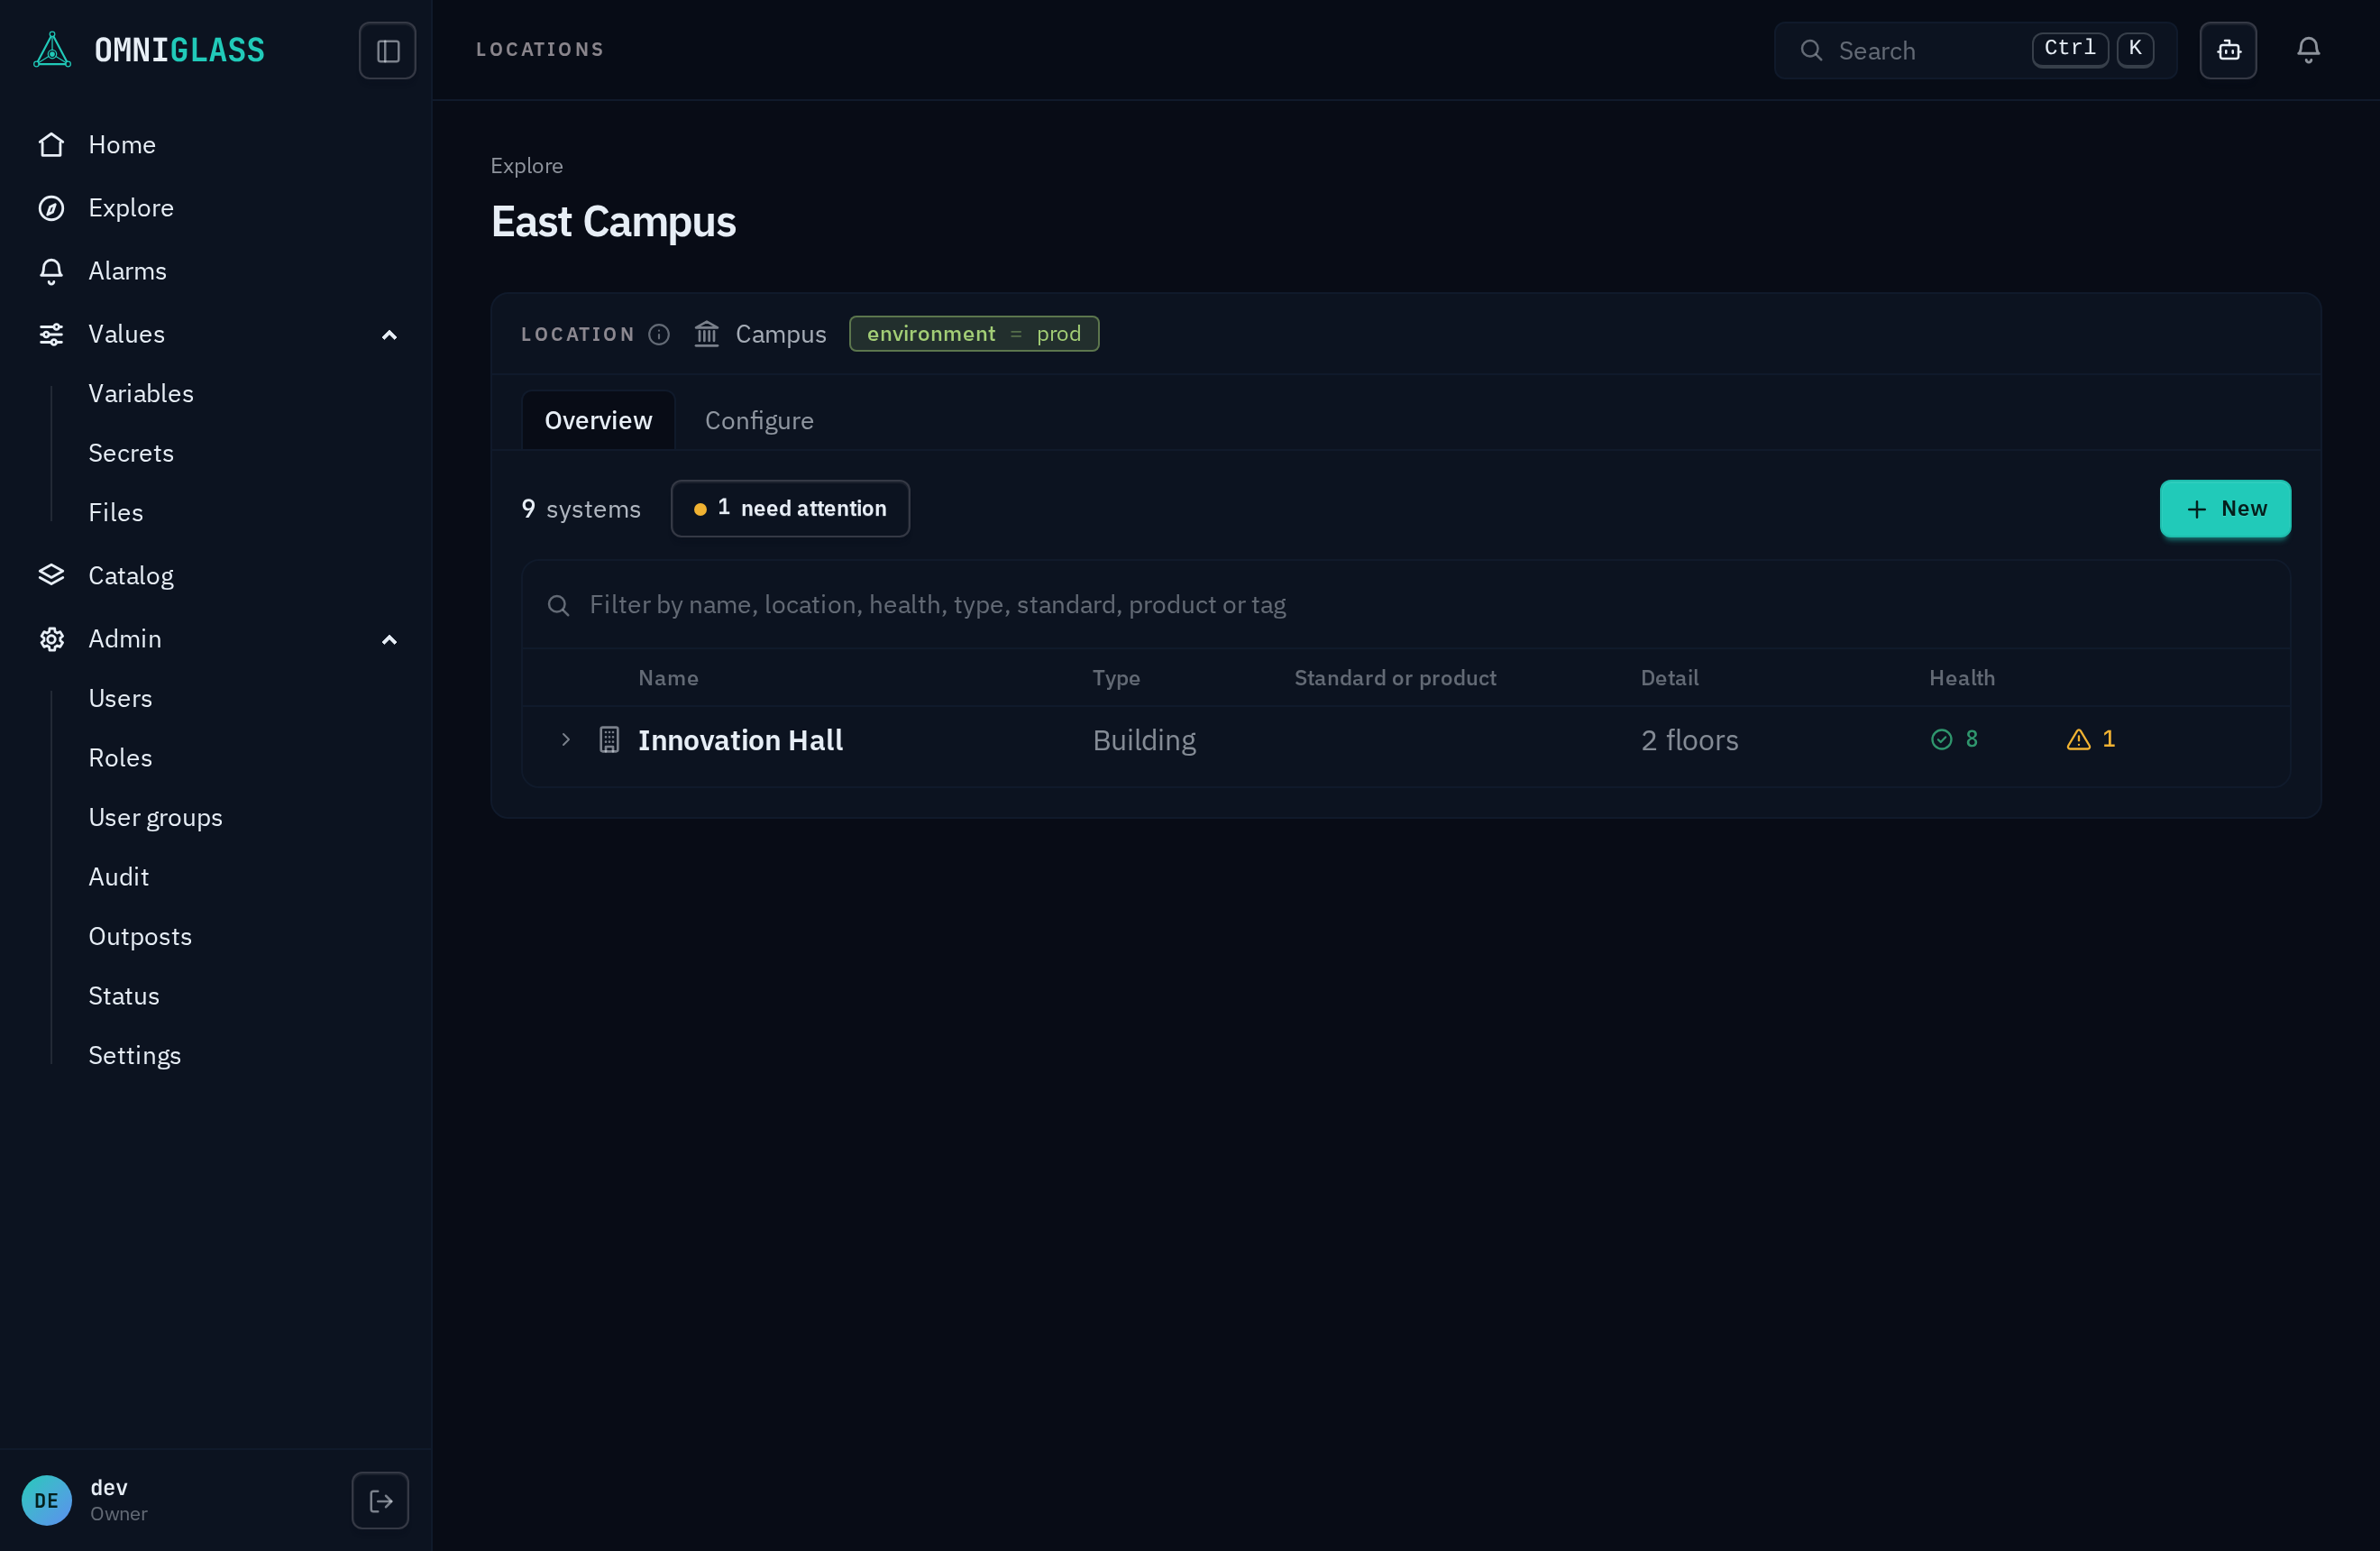 OMNIGLASS
LOCATIONS
Search Ctrl K
Home
Explore
Alarms
Values
Variables
Secrets
Files
Catalog
Admin
Users
Roles
User groups
Audit
Outposts
Status
Settings
DE dev
Owner
Explore
East Campus
LOCATION Campus environment = prod
Overview Configure
9 systems 1 need attention New
Filter by name, location, health, type, standard, product or tag
Name Type Standard or product Detail Health
Innovation Hall Building 2 floors 8 1